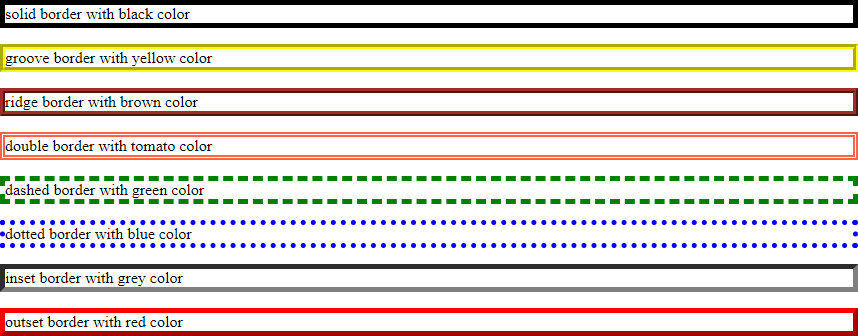 solid border with black color
groove border with yellow color
ridge border with brown color
double border with tomato color
dashed border with green color
dotted border with blue color
inset border with grey color
outset border with red color